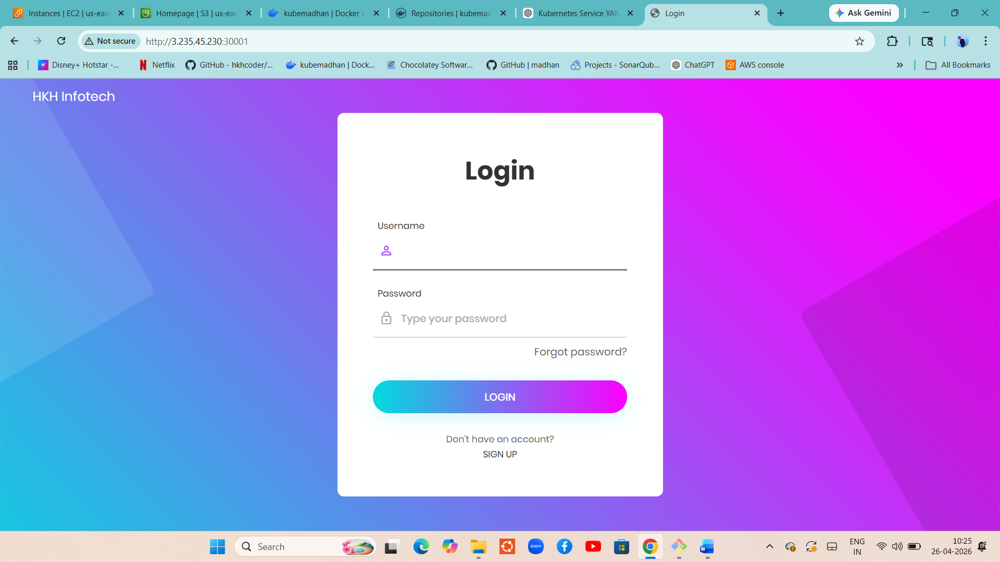 Instances | EC2 | us-east
Homepage | S3 | us-eas
kubemadhan | Docker H
Repositories | kubemad
Kubernetes Service YAM
Login
Ask Gemini
Not secure
http://3.235.45.230:30001
Disney+ Hotstar -...
Netflix
GitHub - hkhcoder/...
kubemadhan | Dock...
Chocolatey Softwar...
GitHub | madhan
Projects - SonarQub...
ChatGPT
AWS console
All Bookmarks
HKH Infotech
Login
Username
Password
Type your password
Forgot password?
LOGIN
Don't have an account?
SIGN UP
Search
zoom
ENG
IN
10:25
26-04-2026